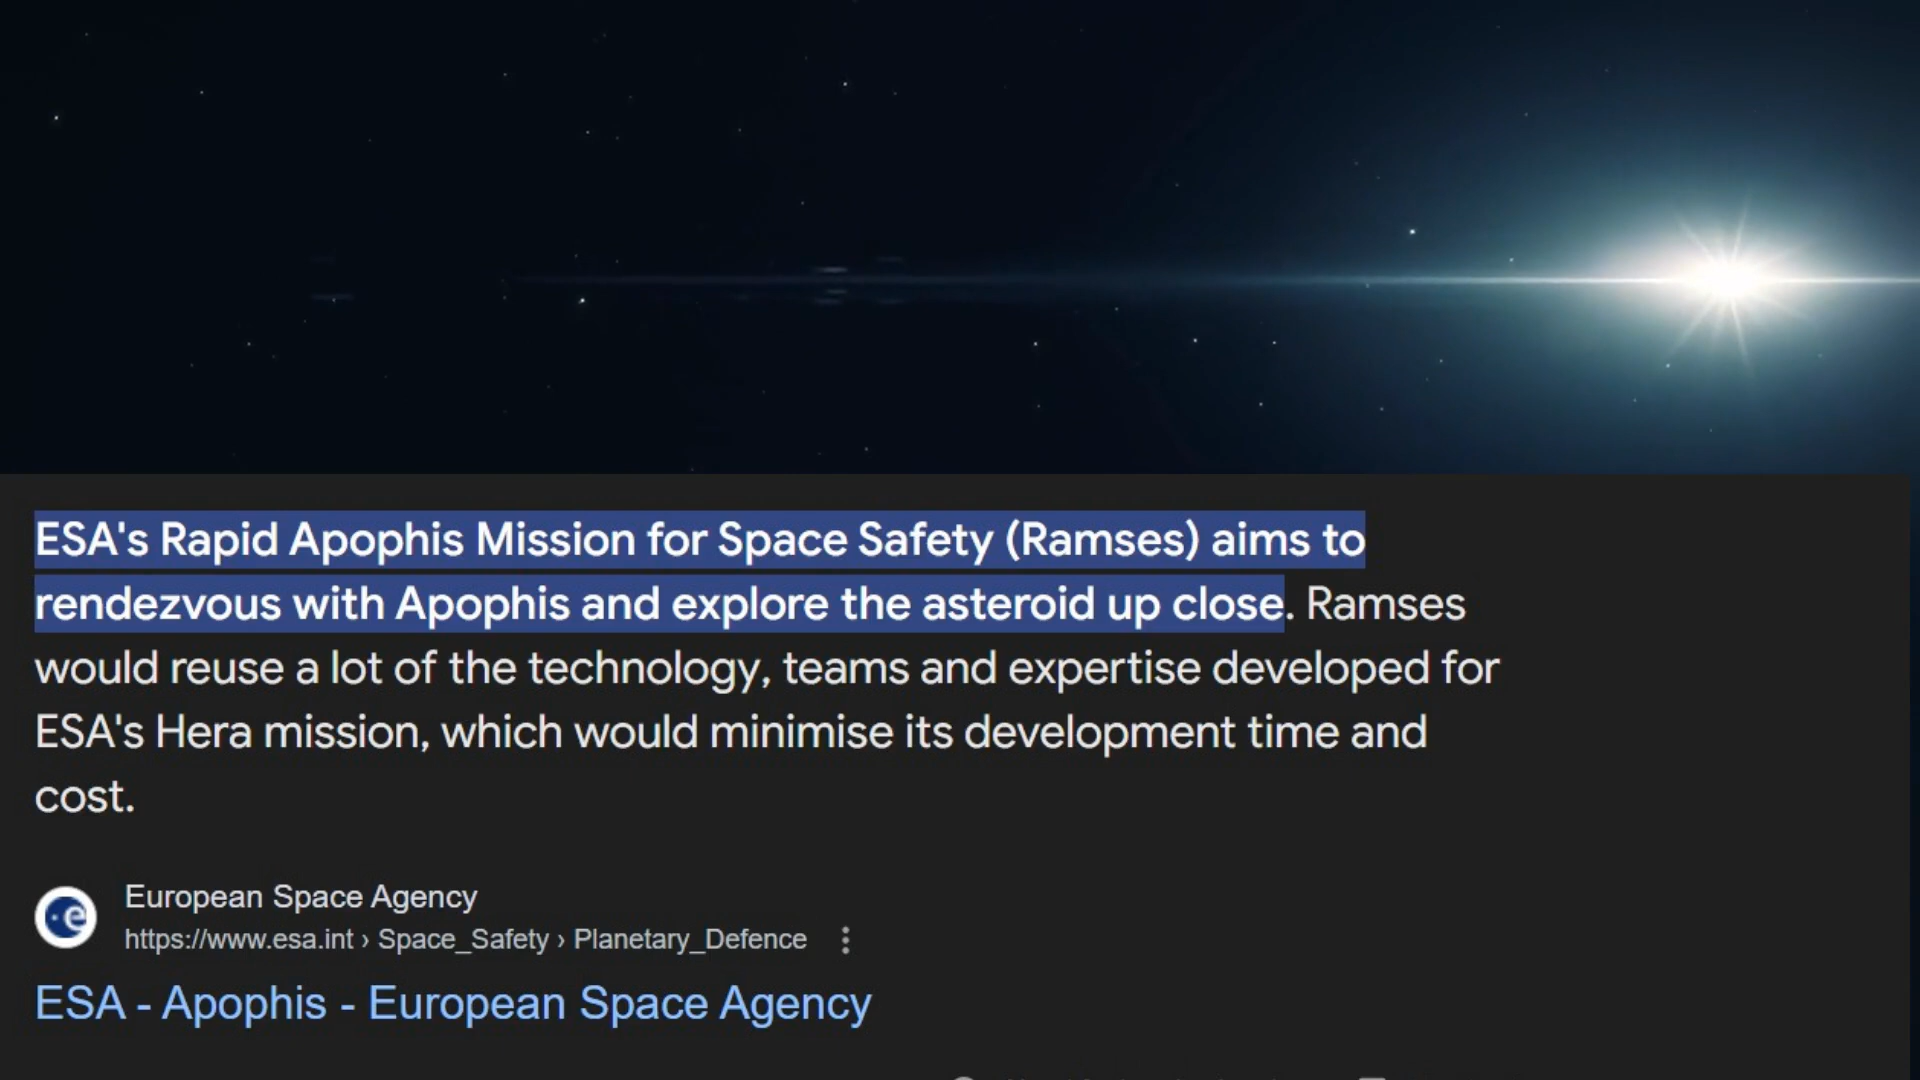 ESA's Rapid Apophis Mission for Space Safety (Ramses) aims to
rendezvous with Apophis and explore the asteroid up close. Ramses
would reuse a lot of the technology, teams and expertise developed for
ESA's Hera mission, which would minimise its development time and
cost.
European Space Agency
https://www.esa.int › Space_Safety › Planetary_Defence
ESA - Apophis - European Space Agency